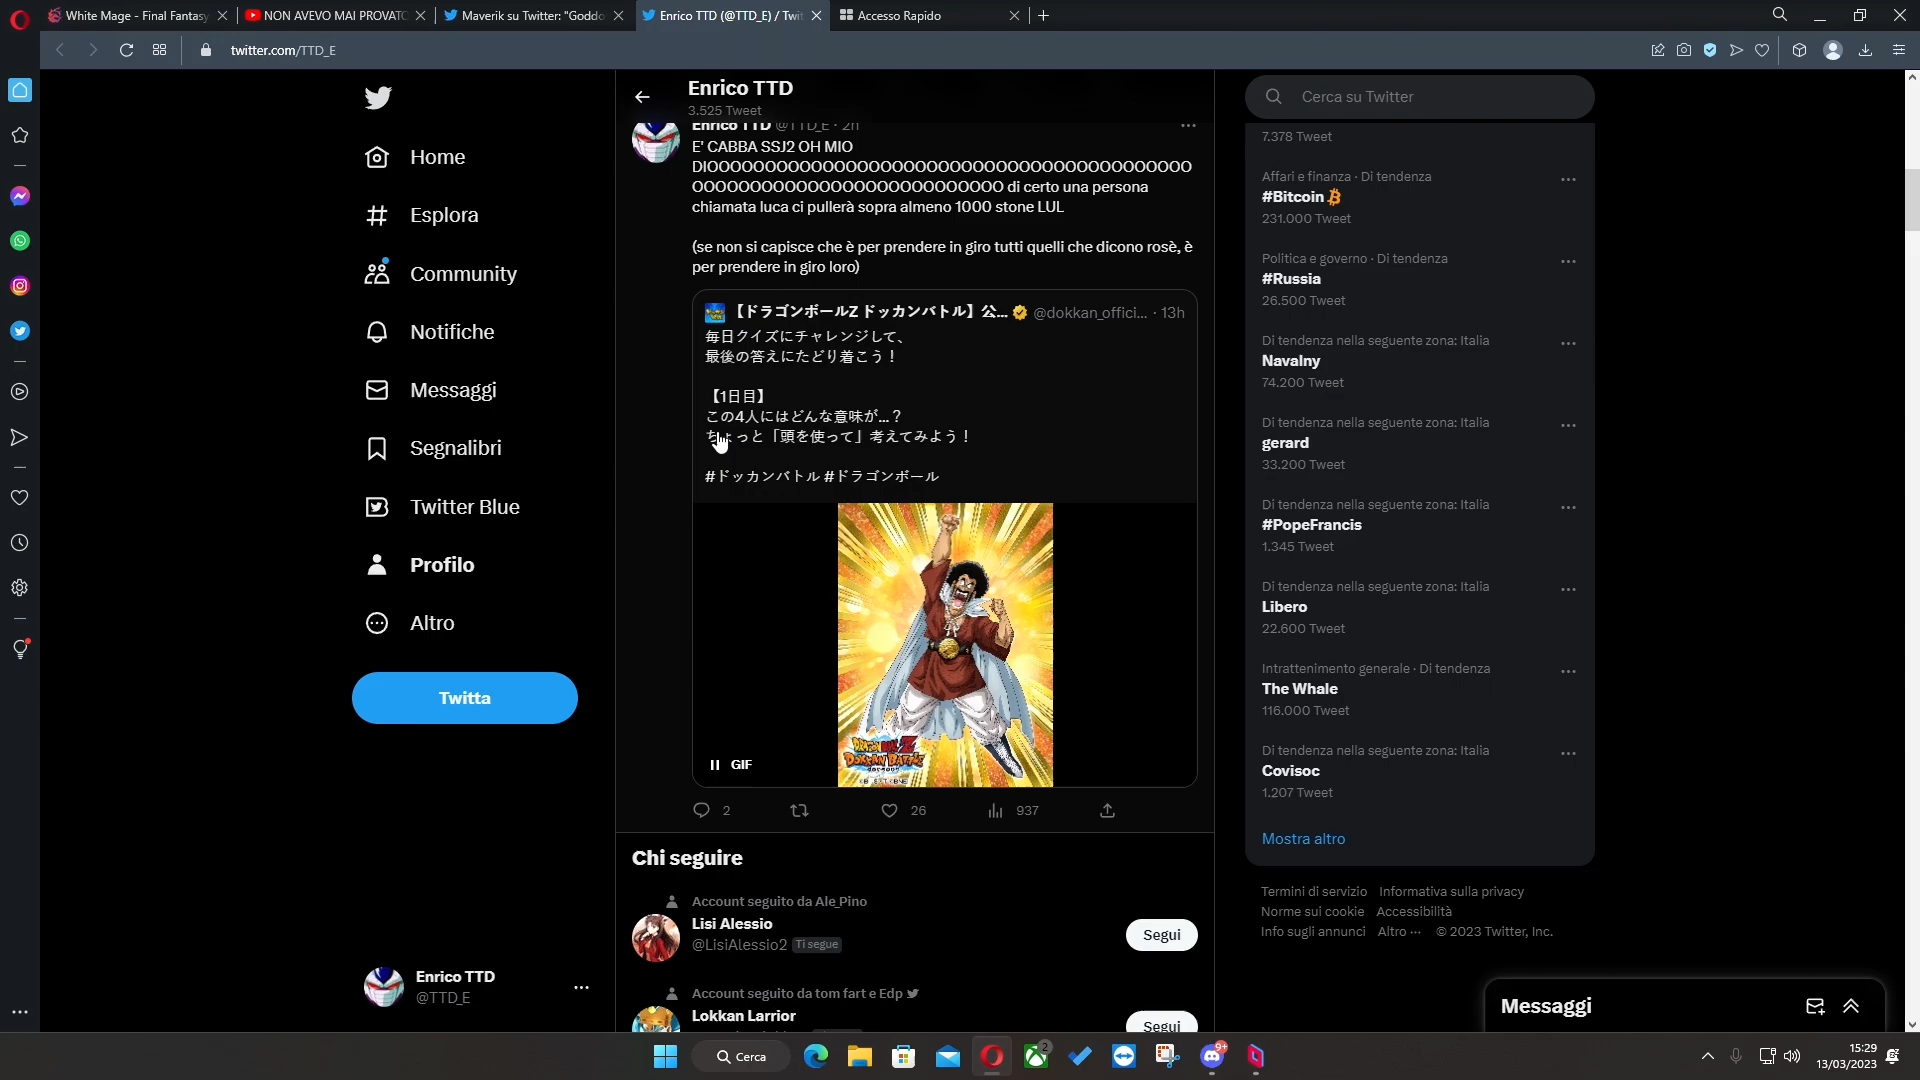 White Mage - Final Fantasy
NON AVEVO MAI PROVATO
Maverik su Twitter: "Goddo
Enrico TTD (@TTD_E) / Twit
Accesso Rapido
twitter.com/TTD_E
Home
Esplora
Community
Notifiche
Messaggi
Segnalibri
Twitter Blue
Profilo
Altro
Twitta
Enrico TTD
@TTD_E
Enrico TTD
3.525 Tweet
Enrico TTD @TTD_E · 2h
E' CABBA SSJ2 OH MIO
DIOOOOOOOOOOOOOOOOOOOOOOOOOOOOOOOOOOOOOOOOOO
OOOOOOOOOOOOOOOOOOOOOOOOOOO di certo una persona
chiamata luca ci pullerà sopra almeno 1000 stone LUL
(se non si capisce che è per prendere in giro tutti quelli che dicono rosè, è
per prendere in giro loro)
【ドラゴンボールZ ドッカンバトル】公... @dokkan_offici... · 13h
毎日クイズにチャレンジして、
最後の答えにたどり着こう！
【1日目】
この4人にはどんな意味が…？
ちょっと「頭を使って」考えてみよう！
#ドッカンバトル #ドラゴンボール
DRAGON BALL Z
DOKKAN BATTLE
GIF
2
26
937
Chi seguire
Account seguito da Ale_Pino
Lisi Alessio
@LisiAlessio2 Ti segue
Segui
Account seguito da tom fart e Edp
Lokkan Larrior
Segui
Cerca su Twitter
7.378 Tweet
Affari e finanza · Di tendenza
#Bitcoin
231.000 Tweet
Politica e governo · Di tendenza
#Russia
26.500 Tweet
Di tendenza nella seguente zona: Italia
Navalny
74.200 Tweet
Di tendenza nella seguente zona: Italia
gerard
33.200 Tweet
Di tendenza nella seguente zona: Italia
#PopeFrancis
1.345 Tweet
Di tendenza nella seguente zona: Italia
Libero
22.600 Tweet
Intrattenimento generale · Di tendenza
The Whale
116.000 Tweet
Di tendenza nella seguente zona: Italia
Covisoc
1.207 Tweet
Mostra altro
Termini di servizio Informativa sulla privacy
Norme sui cookie Accessibilità
Info sugli annunci Altro ··· © 2023 Twitter, Inc.
Messaggi
Cerca
2
9+
15:29
13/03/2023